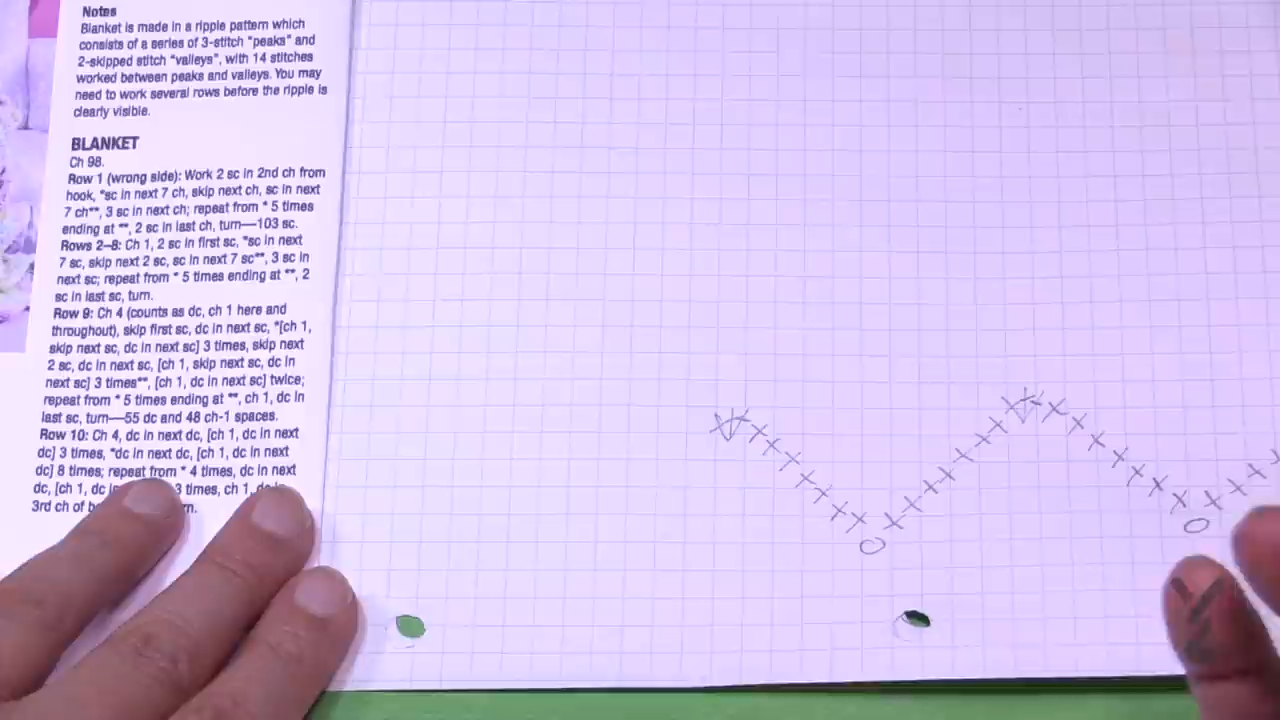 Notes
Blanket is made in a ripple pattern which
consists of a series of 3-stitch "peaks" and
2-skipped stitch "valleys", with 14 stitches
worked between peaks and valleys. You may
need to work several rows before the ripple is
clearly visible.
BLANKET
Ch 98.
Row 1 (wrong side): Work 2 sc in 2nd ch from
hook, *sc in next 7 ch, skip next ch, sc in next
7 ch**, 3 sc in next ch; repeat from * 5 times
ending at **, 2 sc in last ch, turn—103 sc.
Rows 2–8: Ch 1, 2 sc in first sc, *sc in next
7 sc, skip next 2 sc, sc in next 7 sc**, 3 sc in
next sc; repeat from * 5 times ending at **, 2
sc in last sc, turn.
Row 9: Ch 4 (counts as dc, ch 1 here and
throughout), skip first sc, dc in next sc, *[ch 1,
skip next sc, dc in next sc] 3 times, skip next
2 sc, dc in next sc, [ch 1, skip next sc, dc in
next sc] 3 times**, [ch 1, dc in next sc] twice;
repeat from * 5 times ending at **, ch 1, dc in
last sc, turn—55 dc and 48 ch-1 spaces.
Row 10: Ch 4, dc in next dc, [ch 1, dc in next
dc] 3 times, *dc in next dc, [ch 1, dc in next
dc] 8 times; repeat from * 4 times, dc in next
dc, [ch 1, dc 3 times, ch 1,
3rd ch of